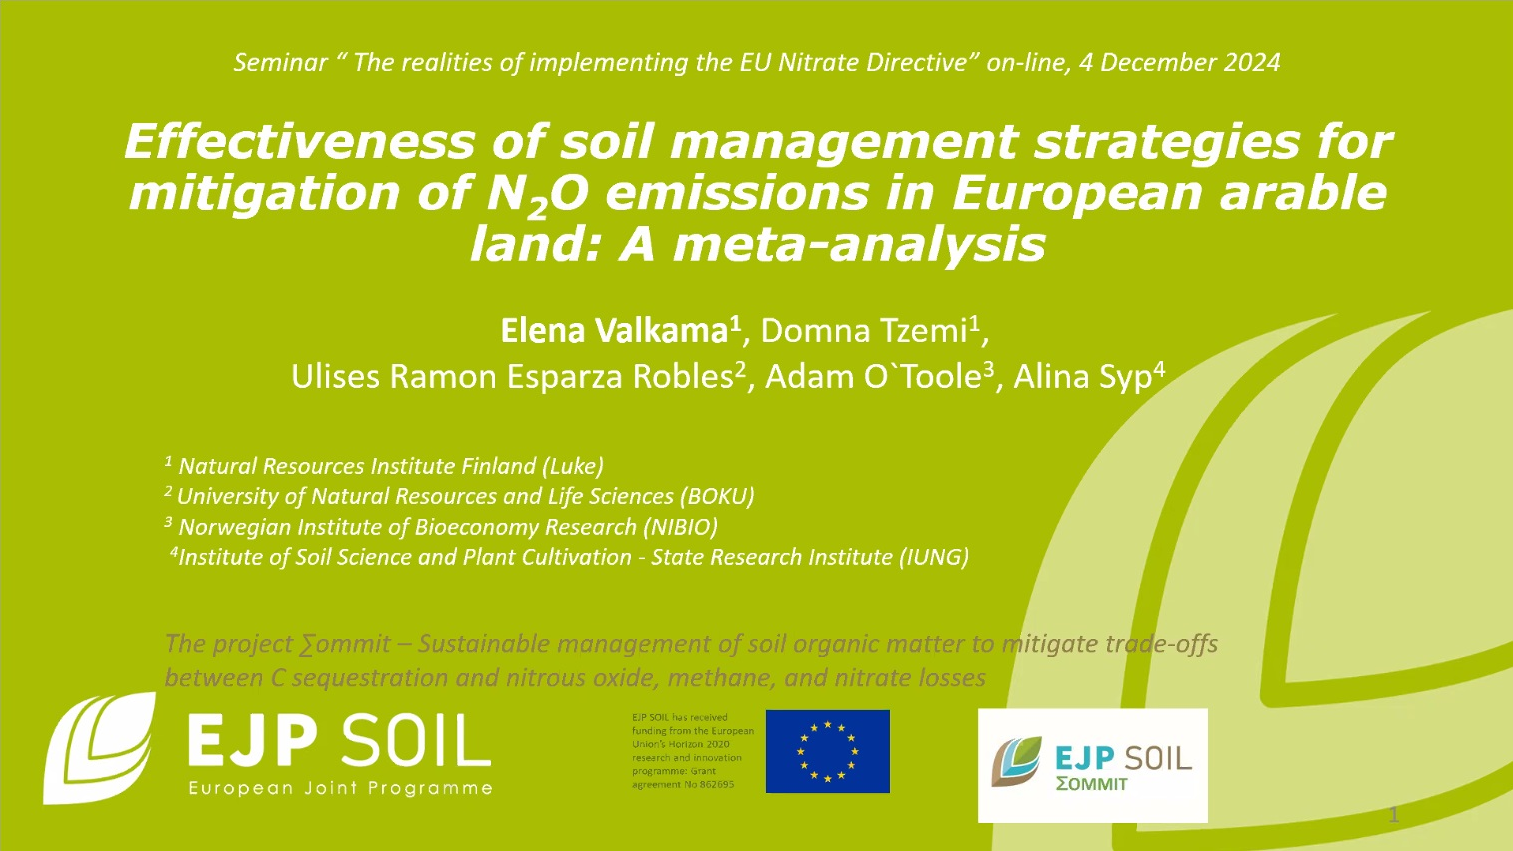 Seminar “ The realities of implementing the EU Nitrate Directive” on-line, 4 December 2024
Effectiveness of soil management strategies for
mitigation of N₂O emissions in European arable
land: A meta-analysis
Elena Valkama¹, Domna Tzemi¹,
Ulises Ramon Esparza Robles², Adam O`Toole³, Alina Syp⁴
¹ Natural Resources Institute Finland (Luke)
² University of Natural Resources and Life Sciences (BOKU)
³ Norwegian Institute of Bioeconomy Research (NIBIO)
⁴Institute of Soil Science and Plant Cultivation - State Research Institute (IUNG)
The project ∑ommit – Sustainable management of soil organic matter to mitigate trade-offs
between C sequestration and nitrous oxide, methane, and nitrate losses
EJP SOIL
European Joint Programme
EJP SOIL has received
funding from the European
Union's Horizon 2020
research and innovation
programme: Grant
agreement No 862695
EJP SOIL
ΣOMMIT
1